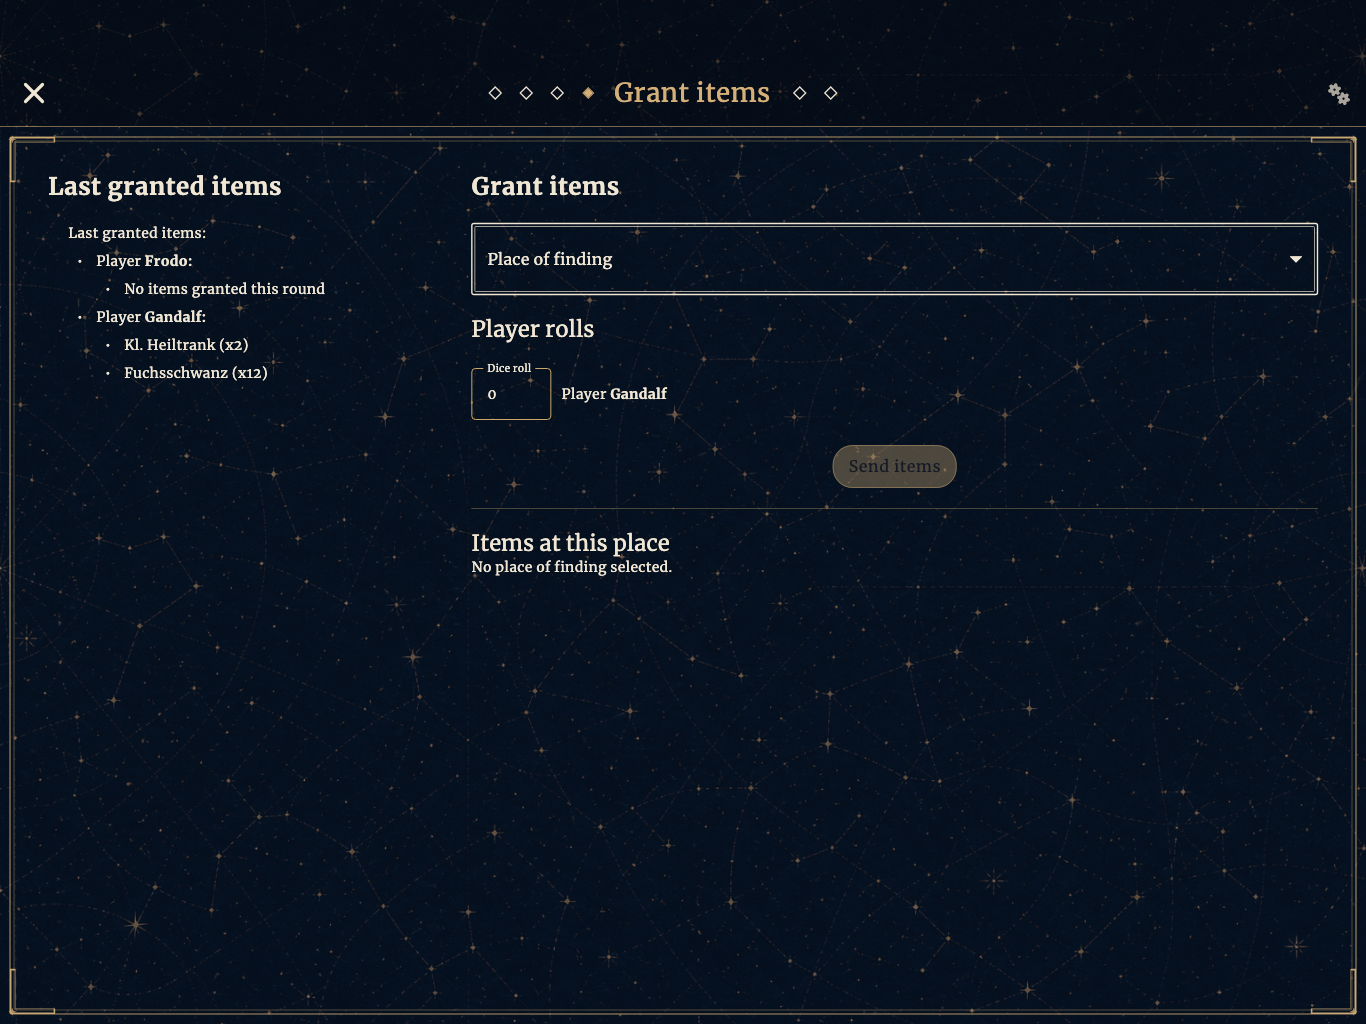 Grant items
Last granted items
Last granted items:
Player Frodo:
No items granted this round
Player Gandalf:
Kl. Heiltrank (x2)
Fuchsschwanz (x12)
Grant items
Place of finding
Player rolls
Dice roll
0
Player Gandalf
Send items
Items at this place
No place of finding selected.